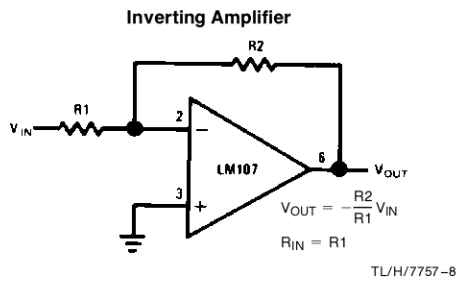 Inverting Amplifier
R2
R1
V_IN
2
−
LM107
6
V_OUT
3
+
V_OUT = −R2/R1 V_IN
R_IN = R1
TL/H/7757–8